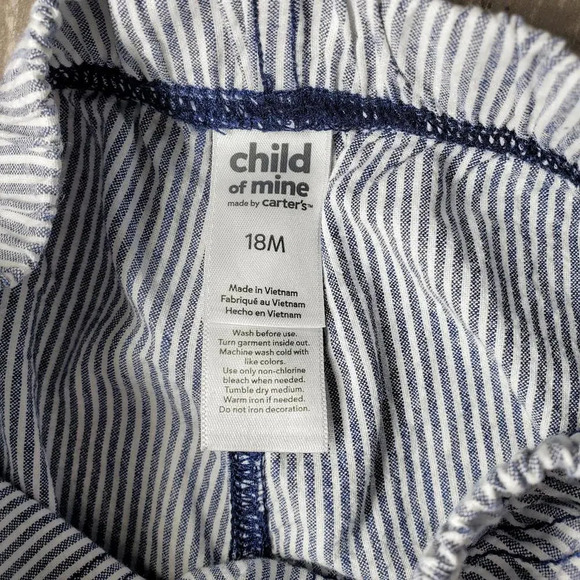 child
of mine
made by carter's™
18M
Made in Vietnam
Fabriqué au Vietnam
Hecho en Vietnam
Wash before use.
Turn garment inside out.
Machine wash cold with
like colors.
Use only non-chlorine
bleach when needed.
Tumble dry medium.
Warm iron if needed.
Do not iron decoration.